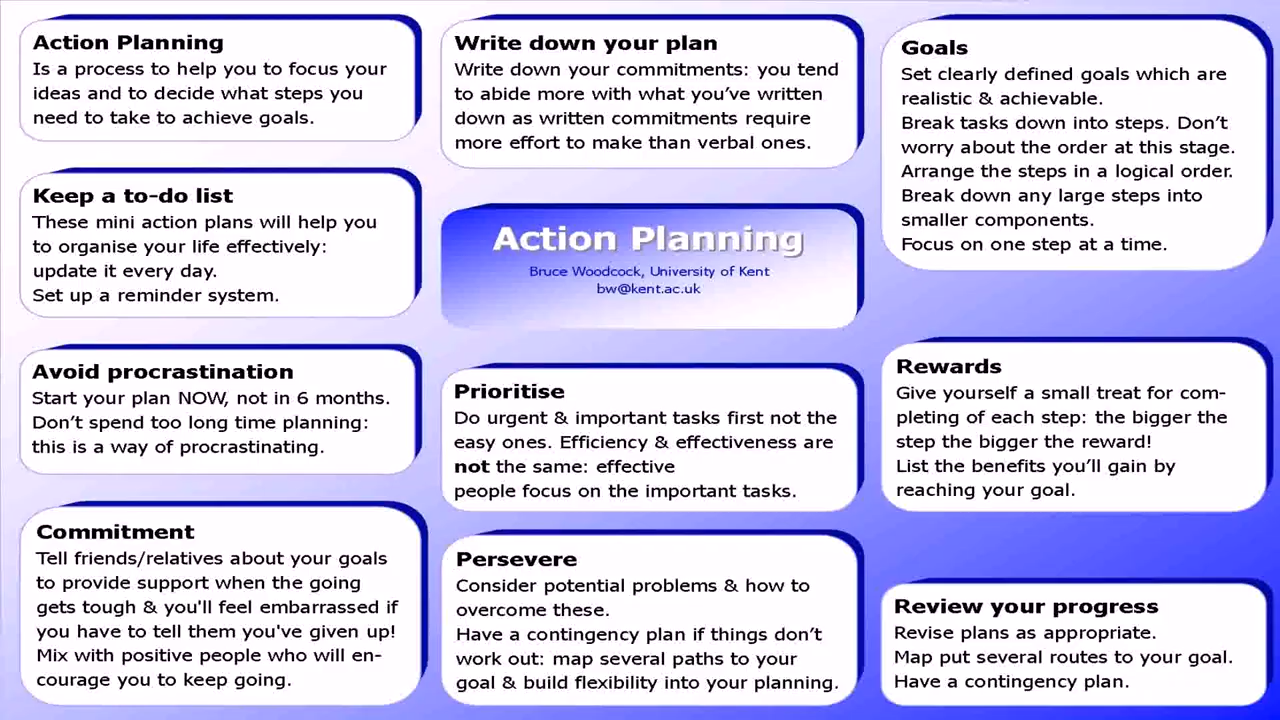 Action Planning
Is a process to help you to focus your
ideas and to decide what steps you
need to take to achieve goals.
Keep a to-do list
These mini action plans will help you
to organise your life effectively:
update it every day.
Set up a reminder system.
Avoid procrastination
Start your plan NOW, not in 6 months.
Don’t spend too long time planning:
this is a way of procrastinating.
Commitment
Tell friends/relatives about your goals
to provide support when the going
gets tough & you'll feel embarrassed if
you have to tell them you've given up!
Mix with positive people who will en-
courage you to keep going.
Write down your plan
Write down your commitments: you tend
to abide more with what you’ve written
down as written commitments require
more effort to make than verbal ones.
Action Planning
Bruce Woodcock, University of Kent
bw@kent.ac.uk
Prioritise
Do urgent & important tasks first not the
easy ones. Efficiency & effectiveness are
not the same: effective
people focus on the important tasks.
Persevere
Consider potential problems & how to
overcome these.
Have a contingency plan if things don’t
work out: map several paths to your
goal & build flexibility into your planning.
Goals
Set clearly defined goals which are
realistic & achievable.
Break tasks down into steps. Don’t
worry about the order at this stage.
Arrange the steps in a logical order.
Break down any large steps into
smaller components.
Focus on one step at a time.
Rewards
Give yourself a small treat for com-
pleting of each step: the bigger the
step the bigger the reward!
List the benefits you’ll gain by
reaching your goal.
Review your progress
Revise plans as appropriate.
Map put several routes to your goal.
Have a contingency plan.